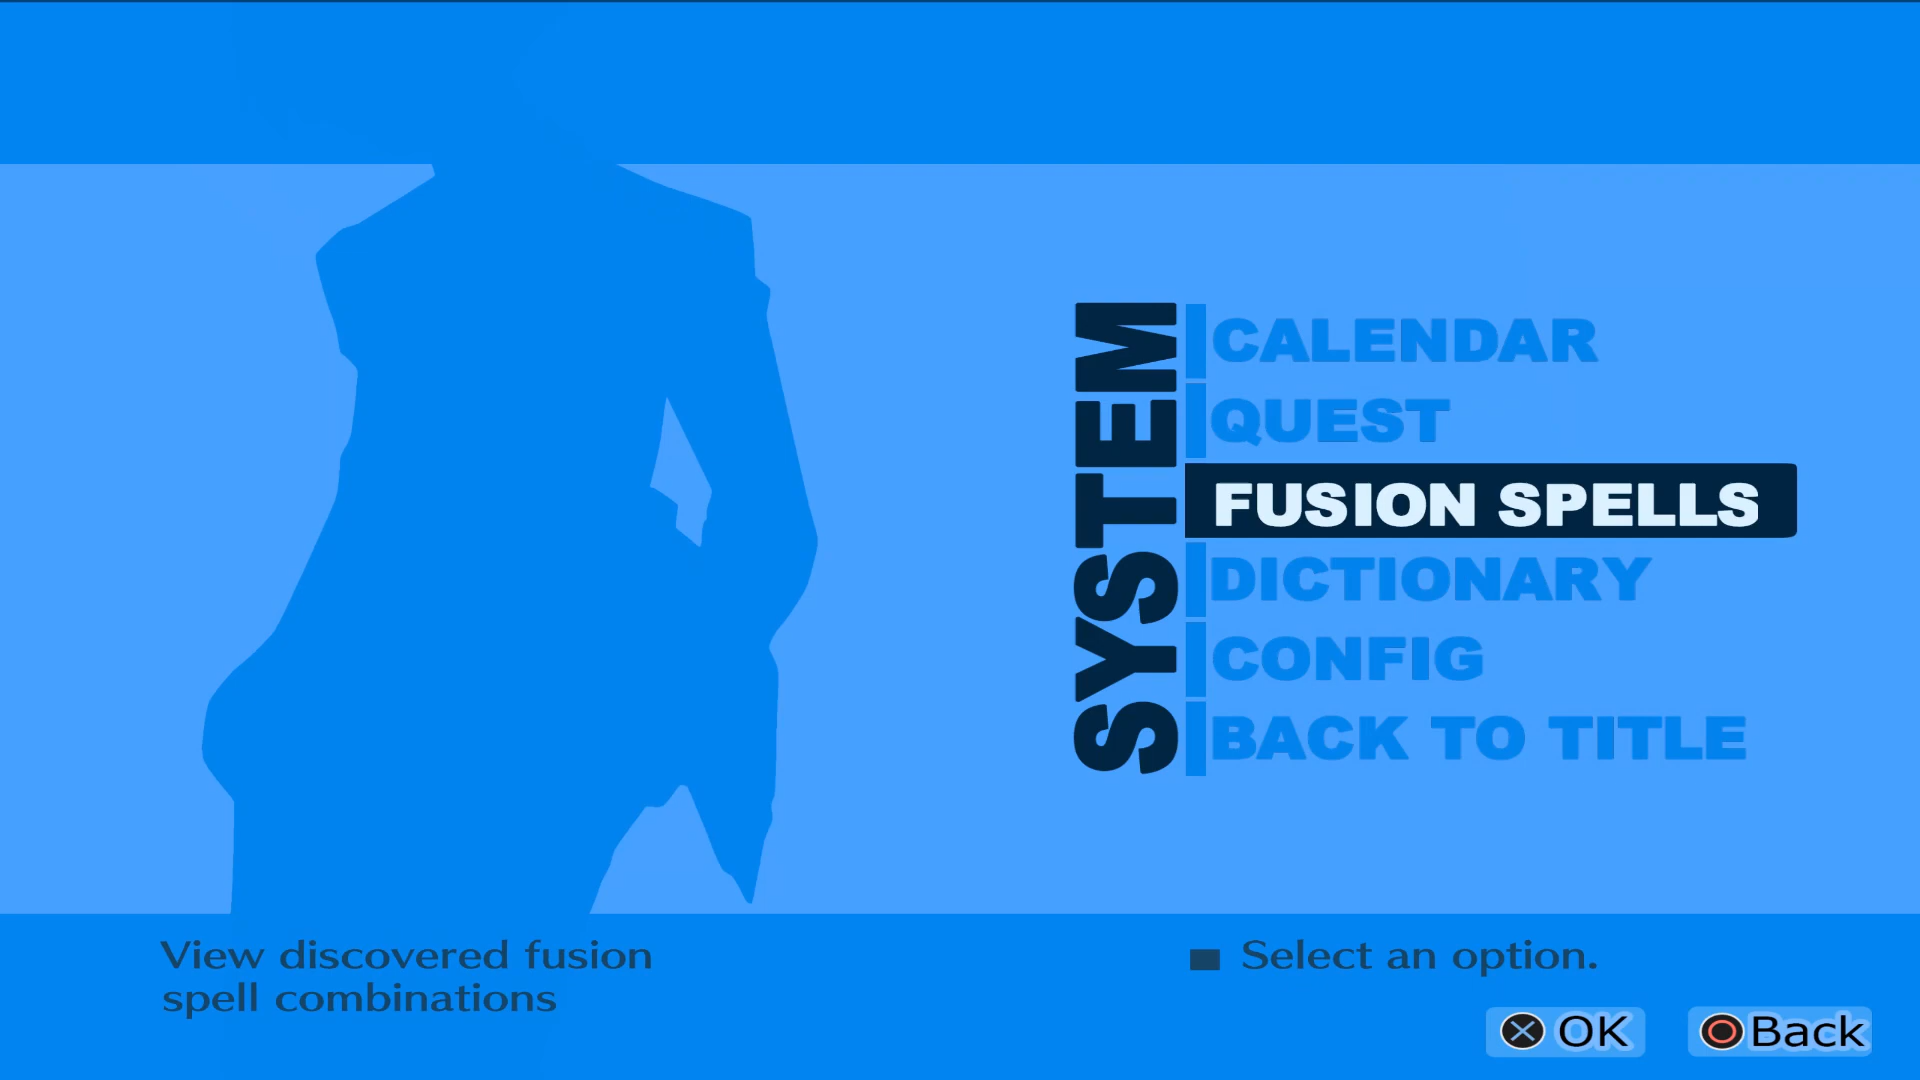 SYSTEM
CALENDAR
QUEST
FUSION SPELLS
DICTIONARY
CONFIG
BACK TO TITLE
View discovered fusion
spell combinations
Select an option.
OK
Back